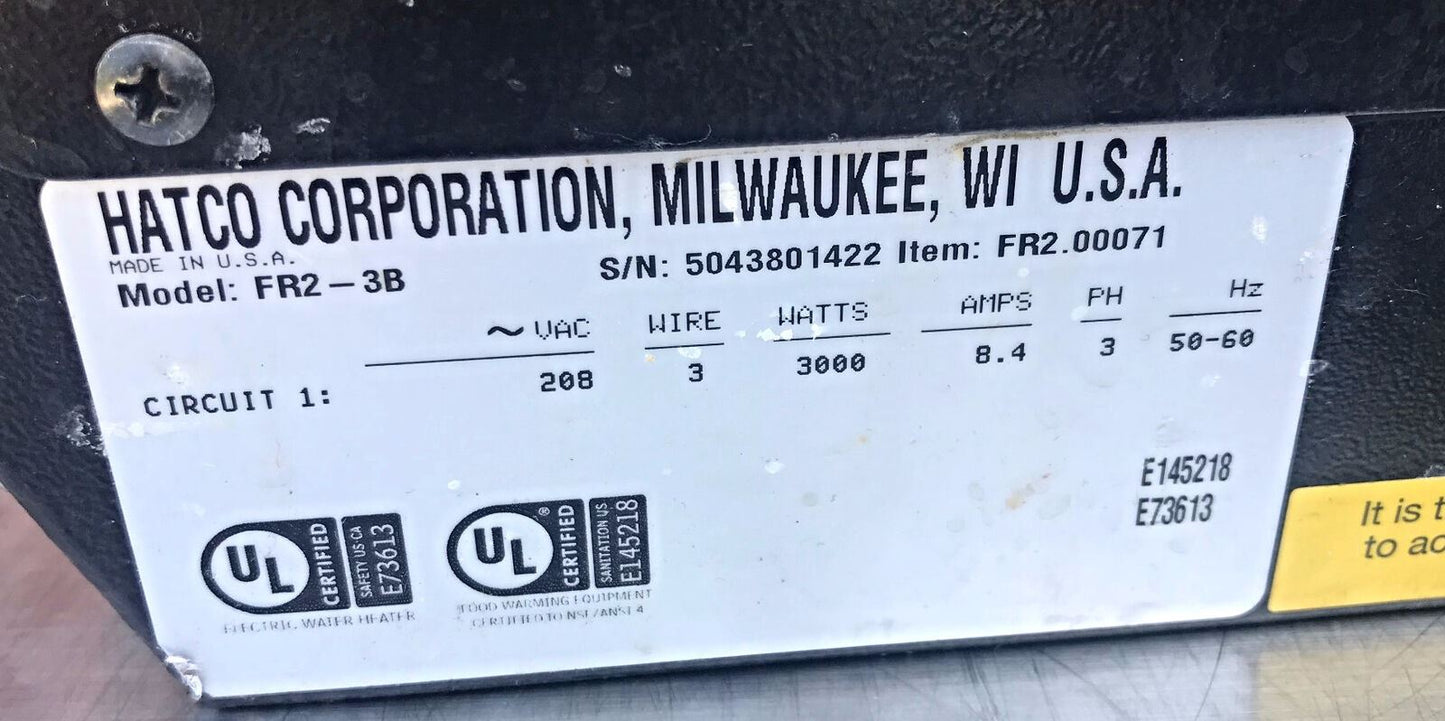 HATCO CORPORATION, MILWAUKEE, WI U.S.A.
MADE IN U.S.A.
Model: FR2-3B S/N: 5043801422 Item: FR2.00071
~ VAC WIRE WATTS AMPS PH Hz
CIRCUIT 1: 208 3 3000 8.4 3 50-60
E145218
E73613
UL CERTIFIED SAFETY US-CA E73613
ELECTRIC WATER HEATER
UL ® CERTIFIED SANITATION US E145218
FOOD WARMING EQUIPMENT
CERTIFIED TO NSF/ANSI 4
It is
to